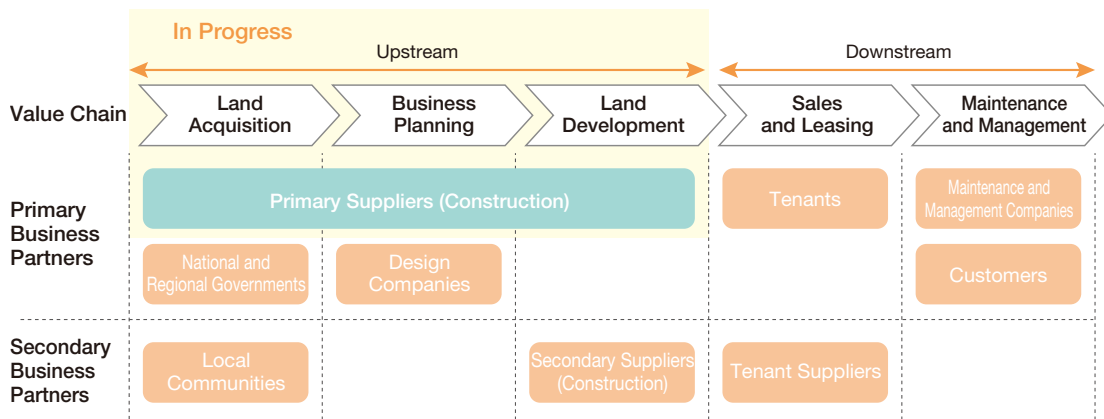 In Progress
Upstream
Downstream
Value Chain
Land
Acquisition
Business
Planning
Land
Development
Sales
and Leasing
Maintenance
and Management
Primary
Business
Partners
Primary Suppliers (Construction)
Tenants
Maintenance and
Management Companies
National and
Regional Governments
Design
Companies
Customers
Secondary
Business
Partners
Local
Communities
Secondary Suppliers
(Construction)
Tenant Suppliers